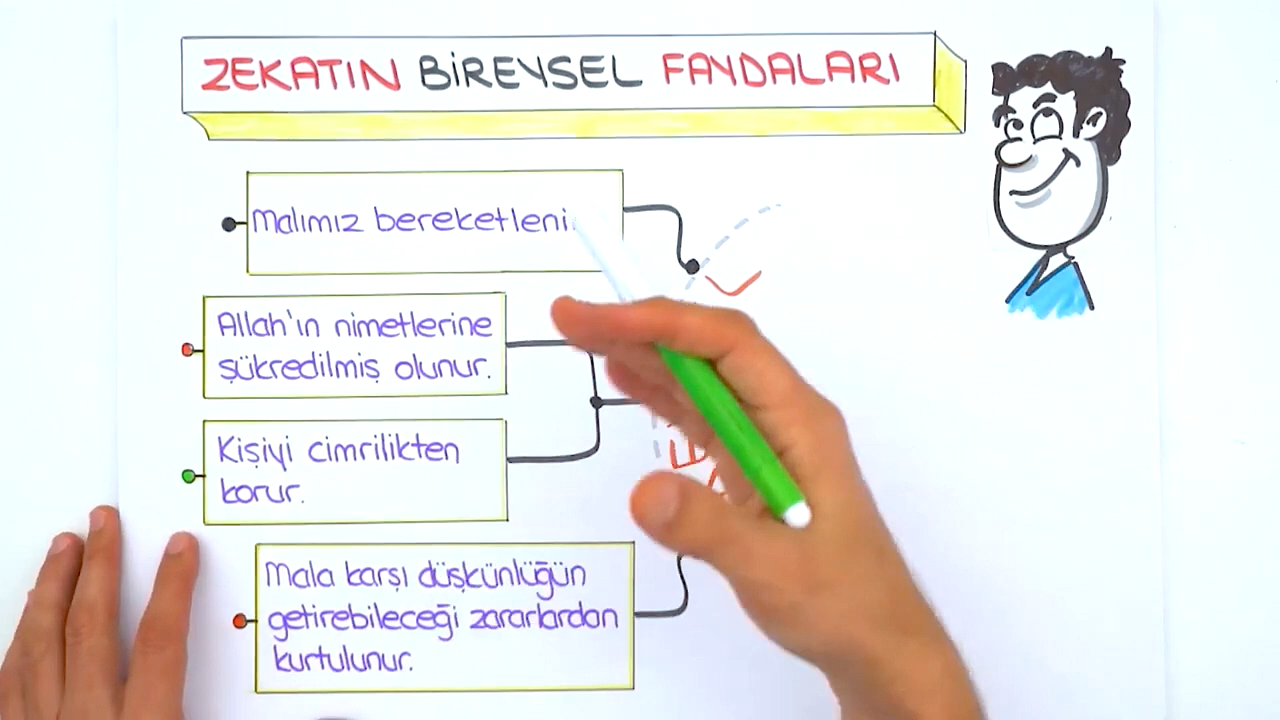 ZEKATIN BİREYSEL FAYDALARI
Malımız bereketleni
Allah'ın nimetlerine
şükredilmiş olunur.
Kişiyi cimrilikten
korur.
Mala karşı düşkünlüğün
getirebileceği zararlardan
kurtulunur.